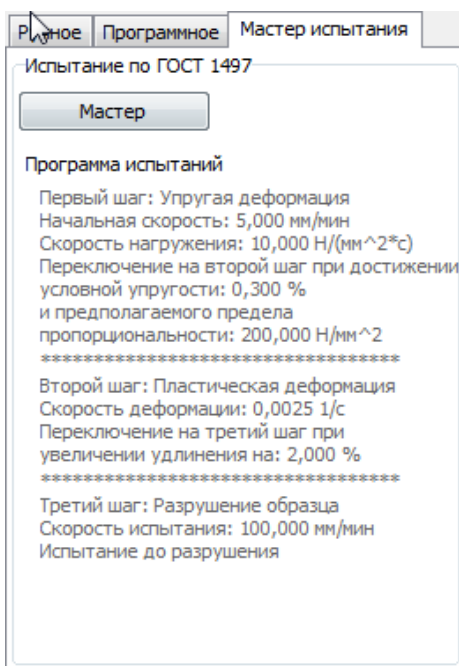 Программное
Мастер испытания
Испытание по ГОСТ 1497
Мастер
Программа испытаний
Первый шаг: Упругая деформация
Начальная скорость: 5,000 мм/мин
Скорость нагружения: 10,000 Н/(мм^2*с)
Переключение на второй шаг при достижении
условной упругости: 0,300 %
и предполагаемого предела
пропорциональности: 200,000 Н/мм^2
**********************************
Второй шаг: Пластическая деформация
Скорость деформации: 0,0025 1/с
Переключение на третий шаг при
увеличении удлинения на: 2,000 %
**********************************
Третий шаг: Разрушение образца
Скорость испытания: 100,000 мм/мин
Испытание до разрушения